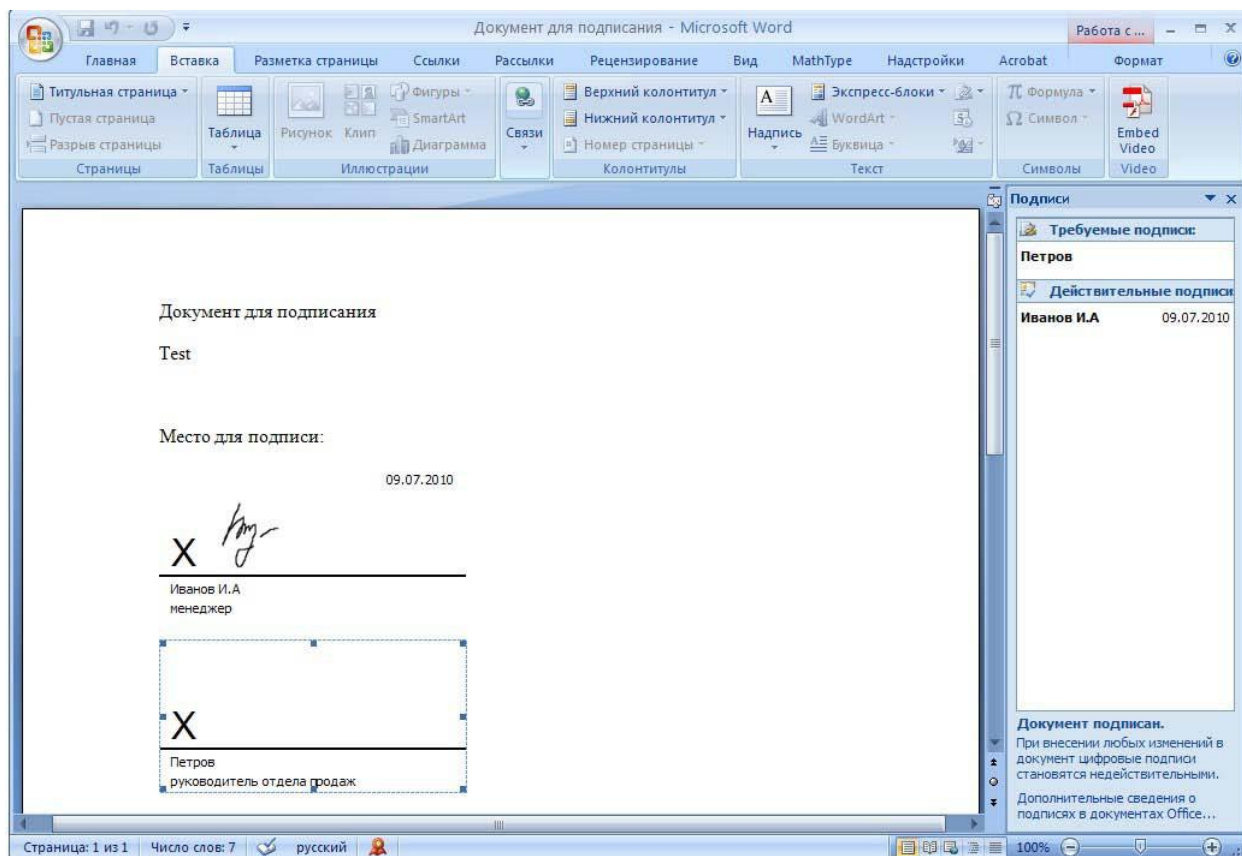 Документ для подписания - Microsoft Word
Работа с ...
Главная Вставка Разметка страницы Ссылки Рассылки Рецензирование Вид MathType Надстройки Acrobat Формат
Титульная страница
Пустая страница
Разрыв страницы
Страницы
Таблица
Таблицы
Рисунок Клип
Фигуры
SmartArt
Диаграмма
Иллюстрации
Связи
Верхний колонтитул
Нижний колонтитул
Номер страницы
Колонтитулы
A
Надпись
Экспресс-блоки
WordArt
Буквица
Текст
π Формула
Ω Символ
Символы
Embed
Video
Video
Документ для подписания
Test
Место для подписи:
09.07.2010
X
Иванов И.А
менеджер
X
Петров
руководитель отдела продаж
Подписи
Требуемые подписи:
Петров
Действительные подписи
Иванов И.А 09.07.2010
Документ подписан.
При внесении любых изменений в
документ цифровые подписи
становятся недействительными.
Дополнительные сведения о
подписях в документах Office...
Страница: 1 из 1 Число слов: 7 русский 100%